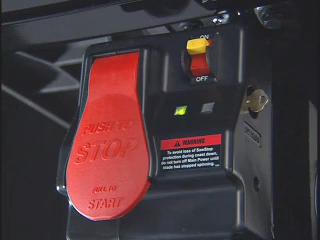 ON
OFF
PUSH TO
STOP
PULL TO
START
WARNING
To avoid loss of SawStop
protection during coast down,
do not turn off Main Power until
blade has stopped spinning.